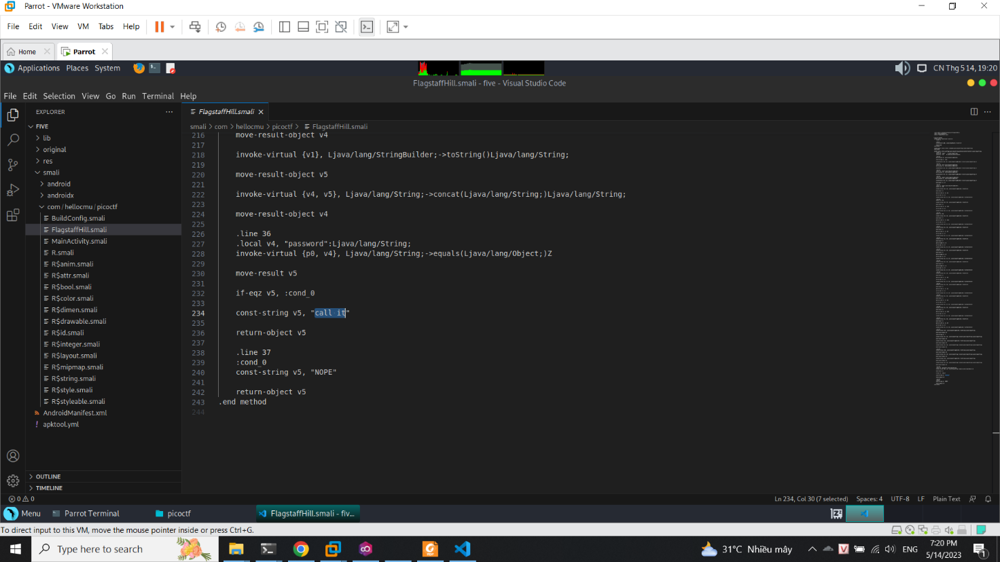 Parrot - VMware Workstation
File Edit View VM Tabs Help
Home Parrot
Applications Places System CN Thg 5 14, 19:20
FlagstaffHill.smali - five - Visual Studio Code
File Edit Selection View Go Run Terminal Help
EXPLORER
FlagstaffHill.smali
smali > com > hellocmu > picoctf > FlagstaffHill.smali
FIVE
lib
original
res
smali
android
androidx
com / hellocmu / picoctf
BuildConfig.smali
FlagstaffHill.smali
MainActivity.smali
R.smali
R$anim.smali
R$attr.smali
R$bool.smali
R$color.smali
R$dimen.smali
R$drawable.smali
R$id.smali
R$integer.smali
R$layout.smali
R$mipmap.smali
R$string.smali
R$style.smali
R$styleable.smali
AndroidManifest.xml
! apktool.yml
OUTLINE
TIMELINE
216 move-result-object v4
217
218 invoke-virtual {v1}, Ljava/lang/StringBuilder;->toString()Ljava/lang/String;
219
220 move-result-object v5
221
222 invoke-virtual {v4, v5}, Ljava/lang/String;->concat(Ljava/lang/String;)Ljava/lang/String;
223
224 move-result-object v4
225
226 .line 36
227 .local v4, "password":Ljava/lang/String;
228 invoke-virtual {p0, v4}, Ljava/lang/String;->equals(Ljava/lang/Object;)Z
229
230 move-result v5
231
232 if-eqz v5, :cond_0
233
234 const-string v5, "call it"
235
236 return-object v5
237
238 .line 37
239 :cond_0
240 const-string v5, "NOPE"
241
242 return-object v5
243 .end method
244
0 0 Ln 234, Col 30 (7 selected) Spaces: 4 UTF-8 LF Plain Text
Menu Parrot Terminal picoctf FlagstaffHill.smali - fiv...
To direct input to this VM, move the mouse pointer inside or press Ctrl+G.
Type here to search 31°C Nhiều mây ENG 7:20 PM
5/14/2023 1